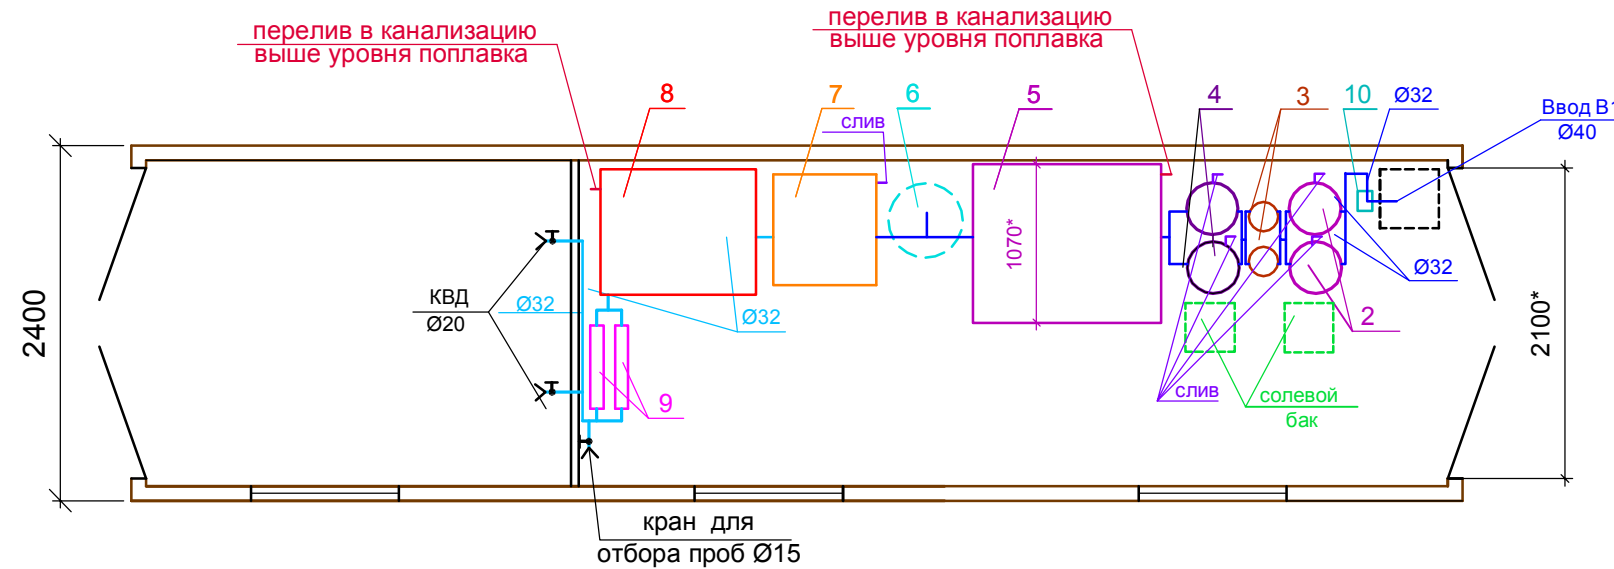 перелив в канализацию
выше уровня поплавка
перелив в канализацию
выше уровня поплавка
8
7
6
5
4
3
10
Ø32
Ввод В1
Ø40
слив
2400
1070*
2100*
КВД
Ø20
Ø32
Ø32
Ø32
2
9
слив
солевой
бак
кран для
отбора проб Ø15